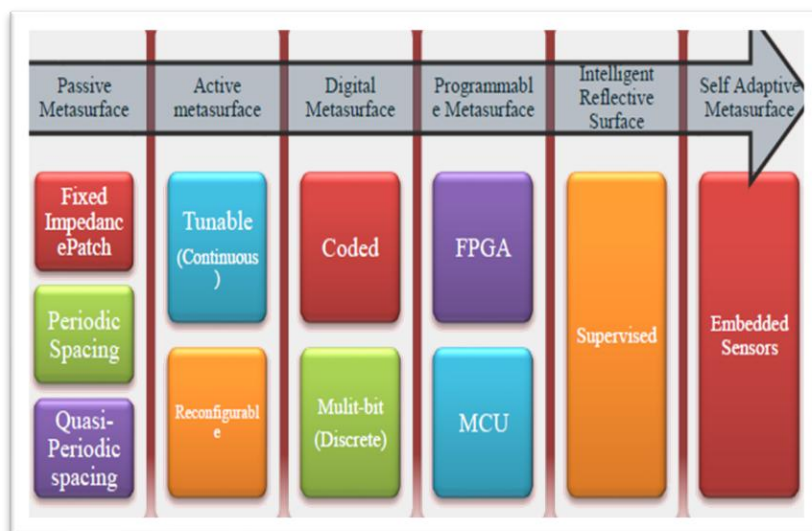 Passive
Metasurface
Active
metasurface
Digital
Metasurface
Programmabl
e Metasurface
Intelligent
Reflective
Surface
Self Adaptive
Metasurface
Fixed
Impedanc
ePatch
Periodic
Spacing
Quasi-
Periodic
spacing
Tunable
(Continuous
)
Reconfigurabl
e
Coded
Mulit-bit
(Discrete)
FPGA
MCU
Supervised
Embedded
Sensors